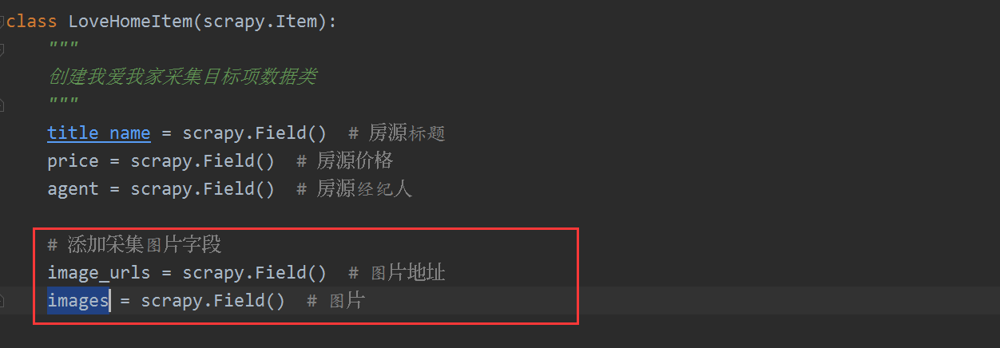 class LoveHomeItem(scrapy.Item):
"""
创建我爱我家采集目标项数据类
"""
title_name = scrapy.Field()  # 房源标题
price = scrapy.Field()  # 房源价格
agent = scrapy.Field()  # 房源经纪人
# 添加采集图片字段
image_urls = scrapy.Field()  # 图片地址
images = scrapy.Field()  # 图片